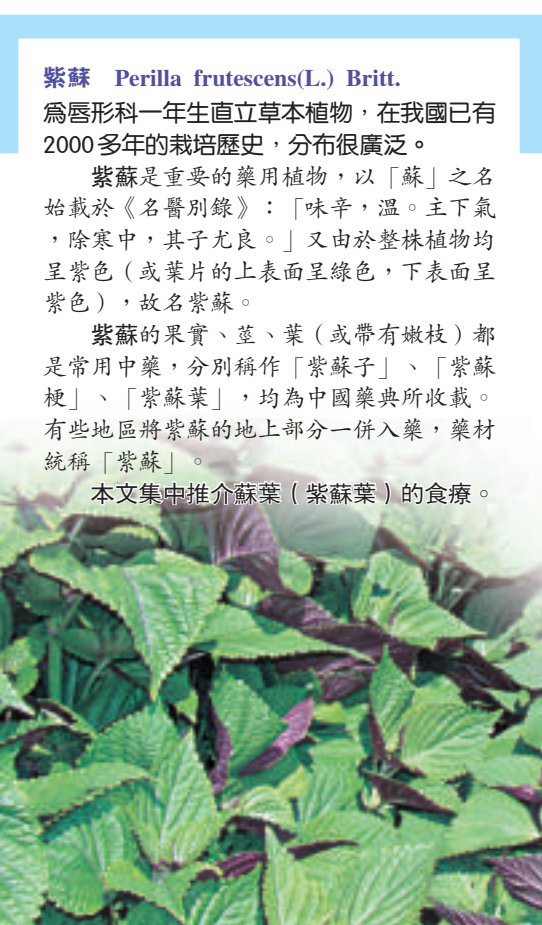 紫蘇 Perilla frutescens(L.) Britt.
為唇形科一年生直立草本植物，在我國已有
2000多年的栽培歷史，分布很廣泛。
紫蘇是重要的藥用植物，以「蘇」之名
始載於《名醫別錄》：「味辛，溫。主下氣
，除寒中，其子尤良。」又由於整株植物均
呈紫色（或葉片的上表面呈綠色，下表面呈
紫色），故名紫蘇。
紫蘇的果實、莖、葉（或帶有嫩枝）都
是常用中藥，分別稱作「紫蘇子」、「紫蘇
梗」、「紫蘇葉」，均為中國藥典所收載。
有些地區將紫蘇的地上部分一併入藥，藥材
統稱「紫蘇」。
本文集中推介蘇葉（紫蘇葉）的食療。